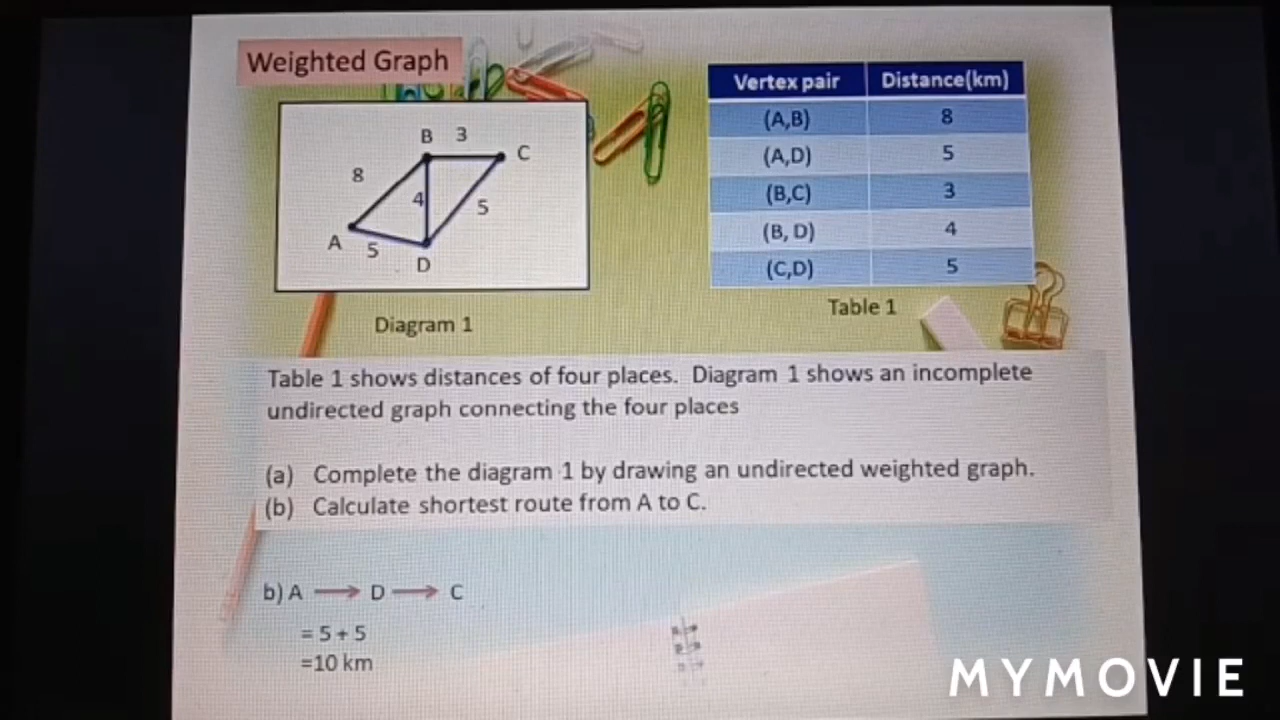 Weighted Graph
B 3
C
8
4
5
A
5
D
Diagram 1
Vertex pair Distance(km)
(A,B) 8
(A,D) 5
(B,C) 3
(B, D) 4
(C,D) 5
Table 1
Table 1 shows distances of four places. Diagram 1 shows an incomplete
undirected graph connecting the four places
(a) Complete the diagram 1 by drawing an undirected weighted graph.
(b) Calculate shortest route from A to C.
b) A ⟶ D ⟶ C
= 5 + 5
=10 km
MYMOVIE